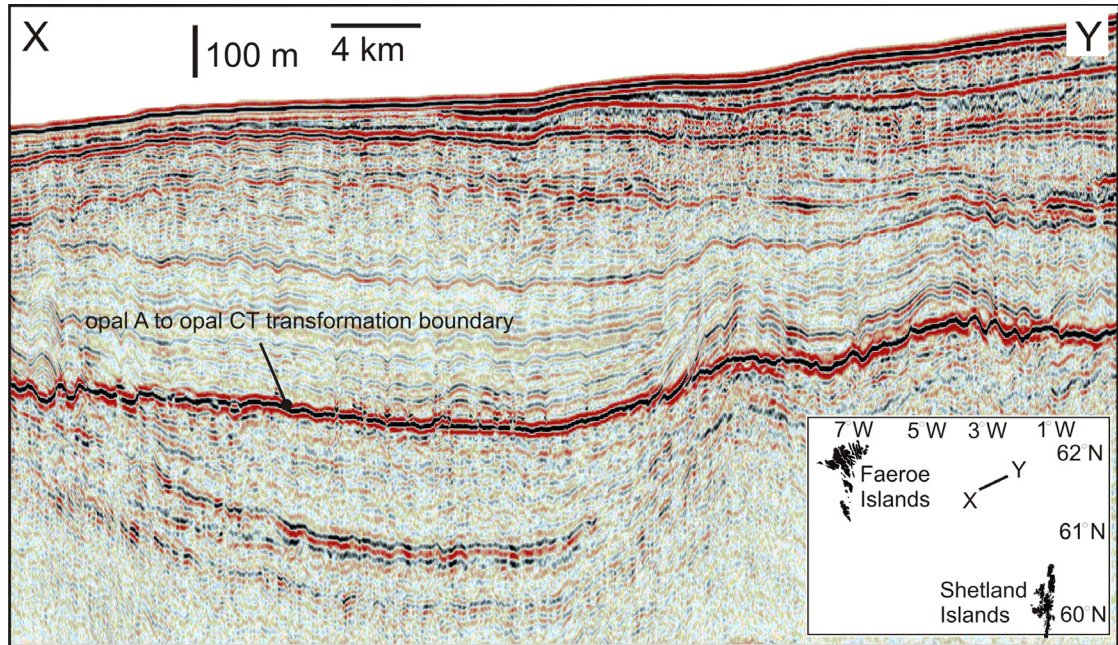 X
100 m
4 km
Y
opal A to opal CT transformation boundary
7°W 5°W 3°W 1°W
62°N
Faeroe
Islands
Y
X
61°N
Shetland
Islands
60°N